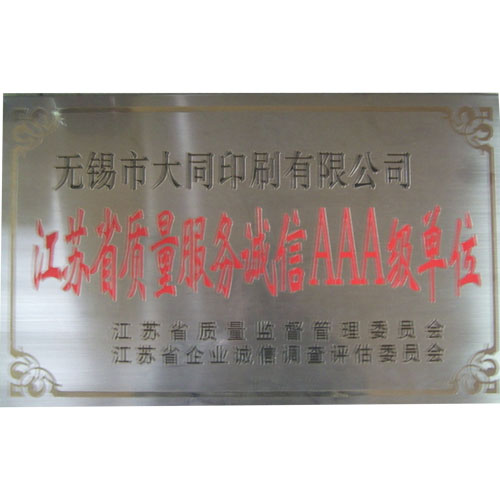 无锡市大同印刷有限公司
江苏省质量服务诚信AAA级单位
江苏省质量监督管理委员会
江苏省企业诚信调查评估委员会